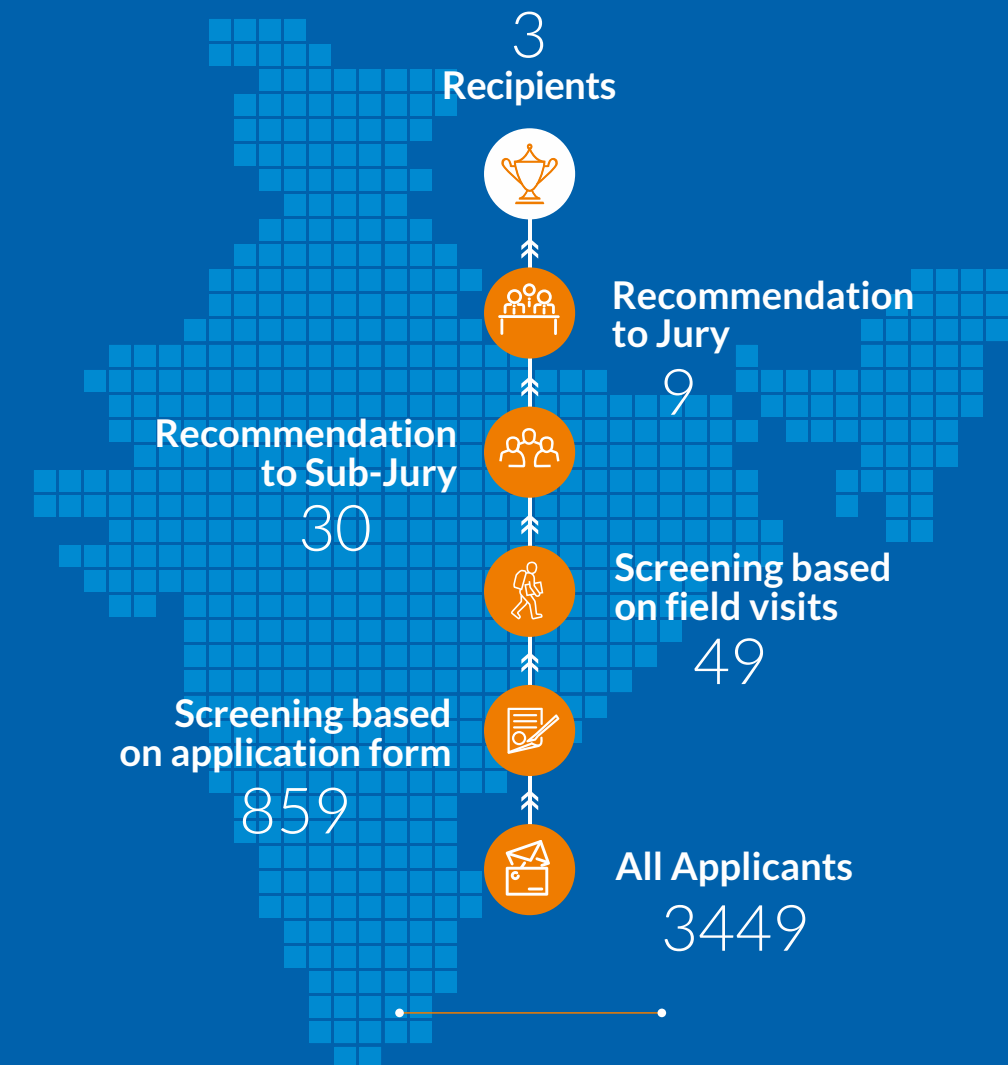 3
Recipients
Recommendation
to Jury
9
Recommendation
to Sub-Jury
30
Screening based
on field visits
49
Screening based
on application form
859
All Applicants
3449